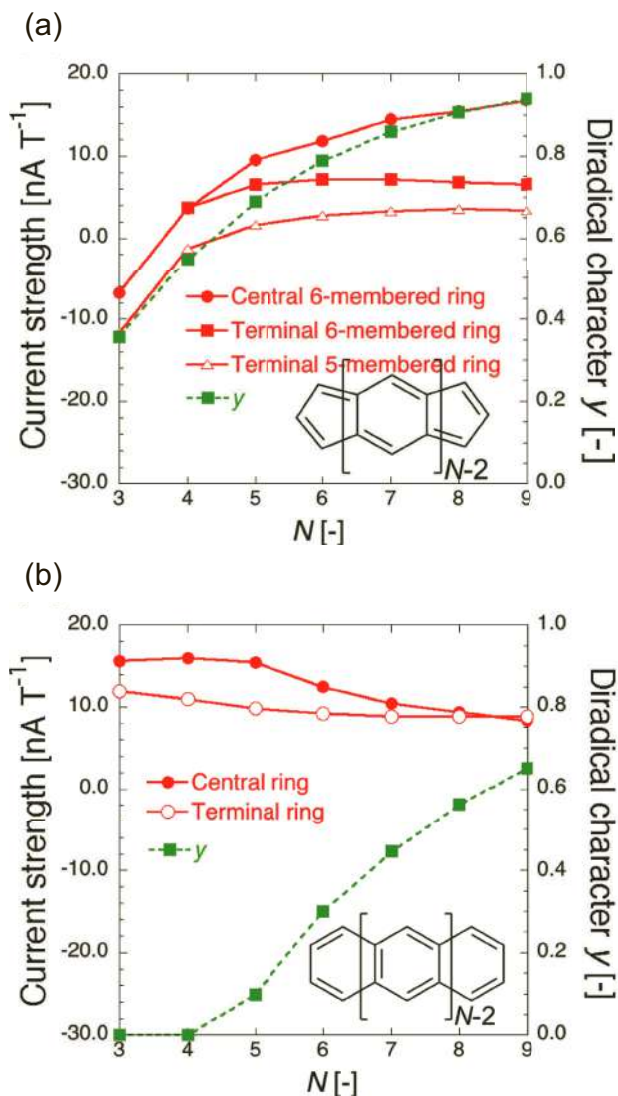 (a)
20.0
10.0
0.0
-10.0
-20.0
-30.0
Current strength [nA T⁻¹]
1.0
0.8
0.6
0.4
0.2
0.0
Diradical character y [-]
Central 6-membered ring
Terminal 6-membered ring
Terminal 5-membered ring
y
N-2
3 4 5 6 7 8 9
N [-]
(b)
20.0
10.0
0.0
-10.0
-20.0
-30.0
Current strength [nA T⁻¹]
1.0
0.8
0.6
0.4
0.2
0.0
Diradical character y [-]
Central ring
Terminal ring
y
N-2
3 4 5 6 7 8 9
N [-]